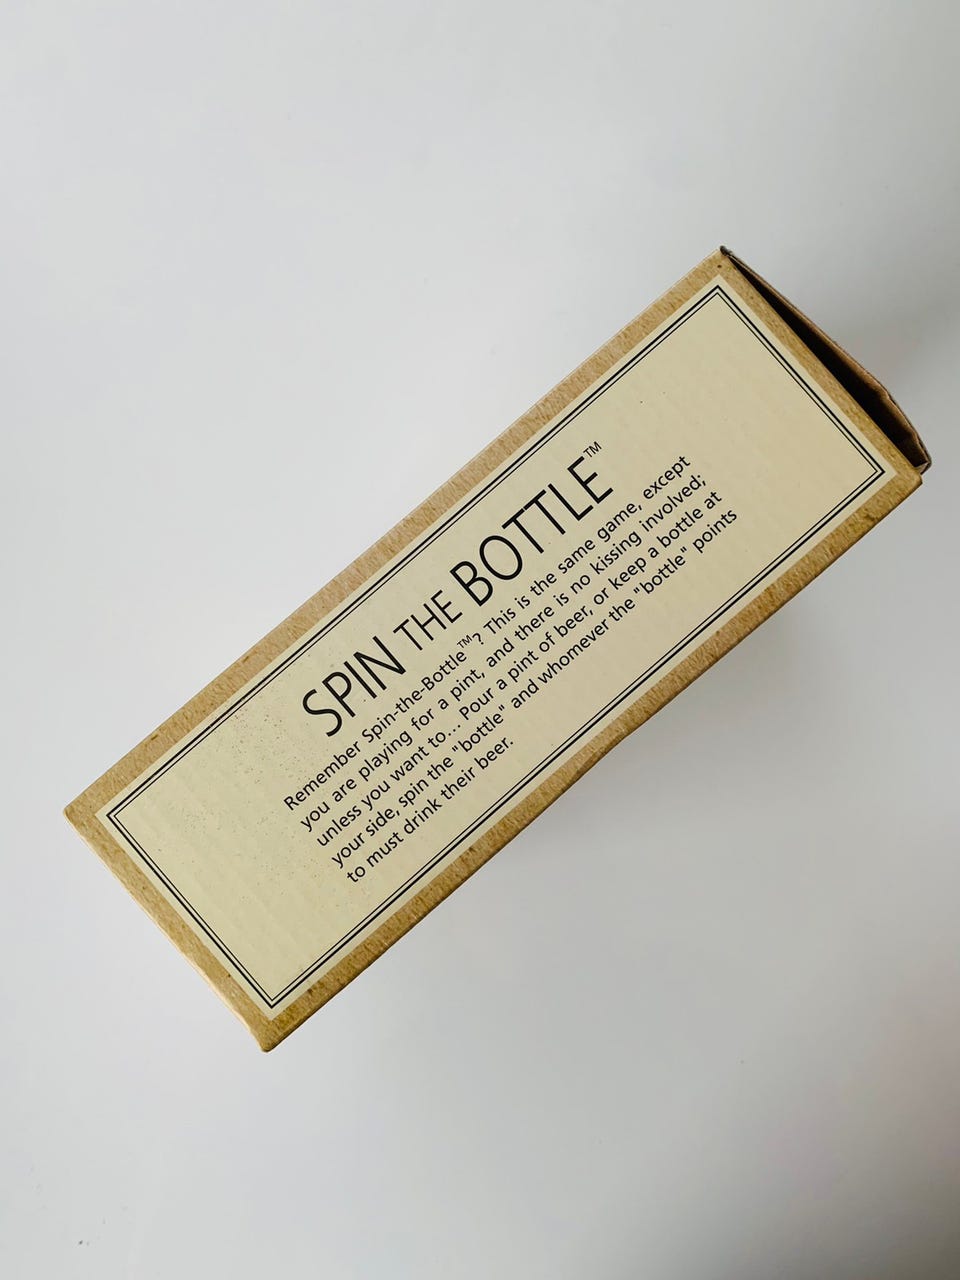 SPIN THE BOTTLE™
Remember Spin-the-Bottle™? This is the same game, except
you are playing for a pint, and there is no kissing involved;
unless you want to... Pour a pint of beer, or keep a bottle at
your side, spin the "bottle" and whomever the "bottle" points
to must drink their beer.